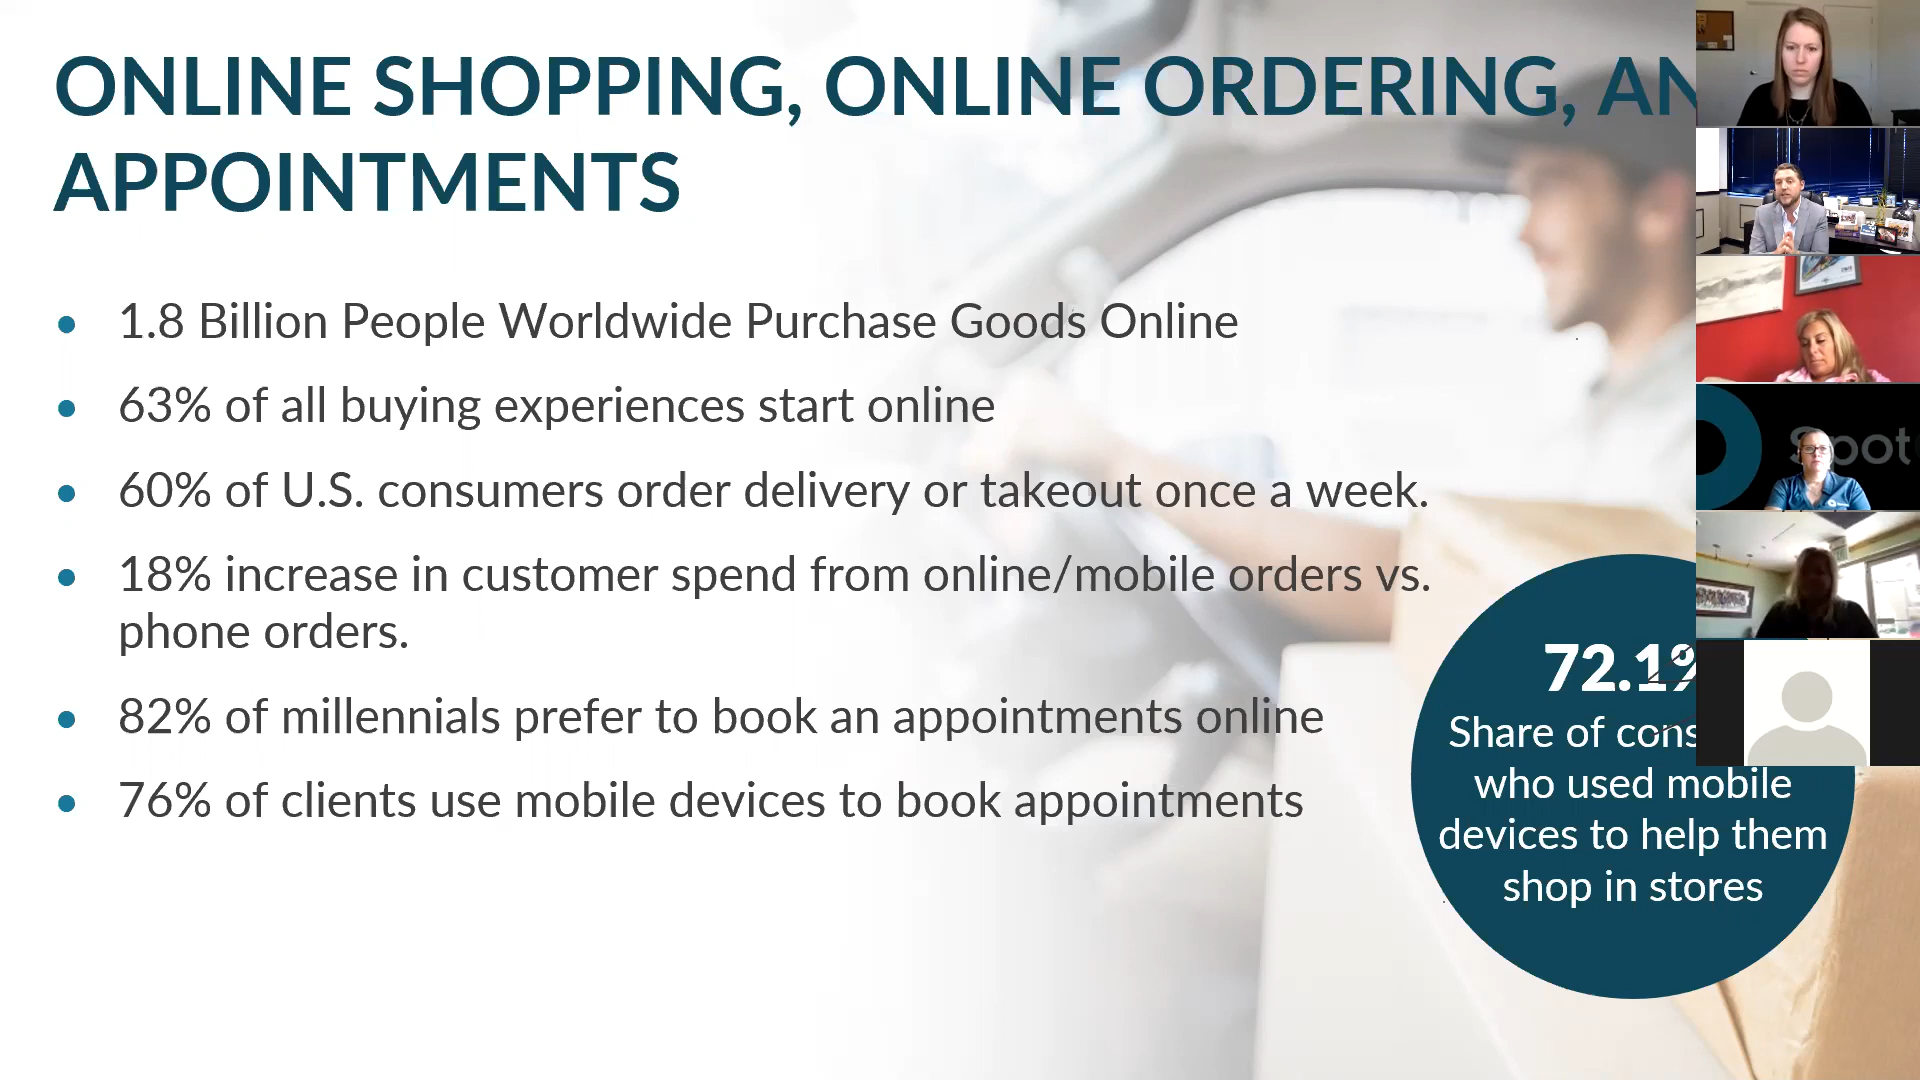 ONLINE SHOPPING, ONLINE ORDERING, AN
APPOINTMENTS
• 1.8 Billion People Worldwide Purchase Goods Online
• 63% of all buying experiences start online
• 60% of U.S. consumers order delivery or takeout once a week.
• 18% increase in customer spend from online/mobile orders vs.
phone orders.
• 82% of millennials prefer to book an appointments online
• 76% of clients use mobile devices to book appointments
72.1%
Share of cons
who used mobile
devices to help them
shop in stores
Spot